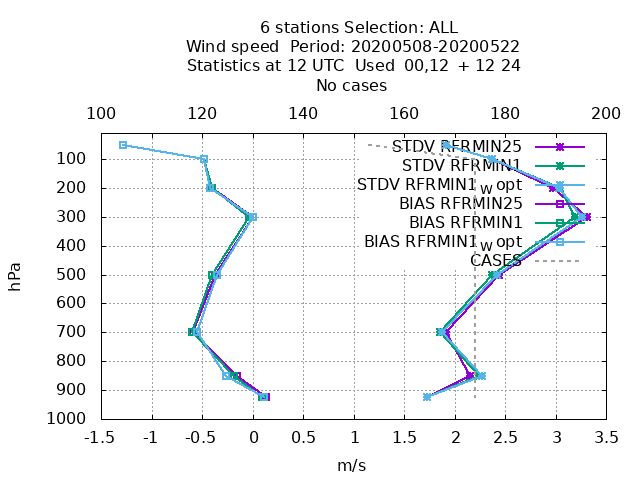 6 stations Selection: ALL
Wind speed  Period: 20200508-20200522
Statistics at 12 UTC  Used  00,12  + 12 24
No cases
100 120 140 160 180 200
STDV RFRMIN25
STDV RFRMIN1
STDV RFRMIN1 w opt
BIAS RFRMIN25
BIAS RFRMIN1
BIAS RFRMIN1 w opt
CASES
hPa
100
200
300
400
500
600
700
800
900
1000
-1.5 -1 -0.5 0 0.5 1 1.5 2 2.5 3 3.5
m/s